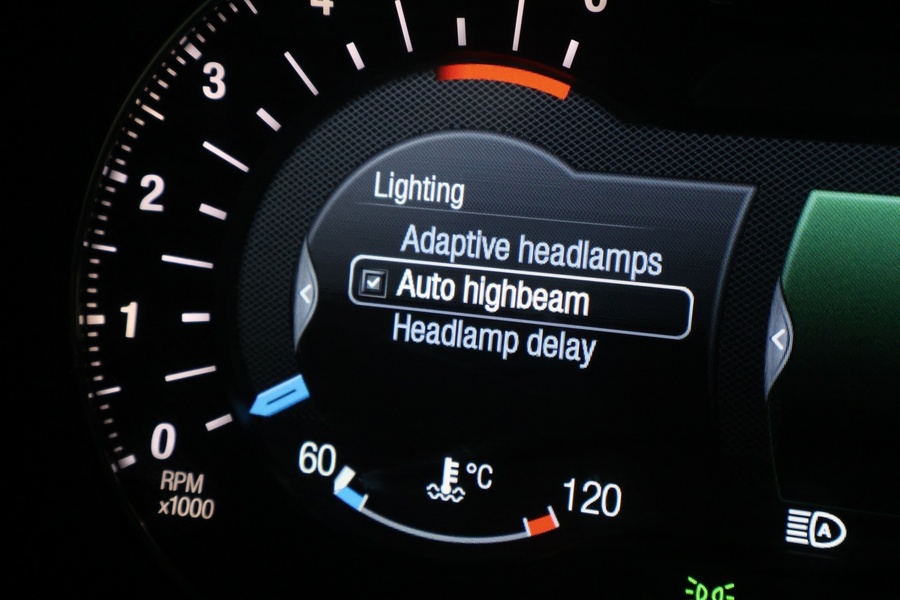 4
3
2
1
0
RPM
x1000
Lighting
Adaptive headlamps
Auto highbeam
Headlamp delay
60
°C
120
A